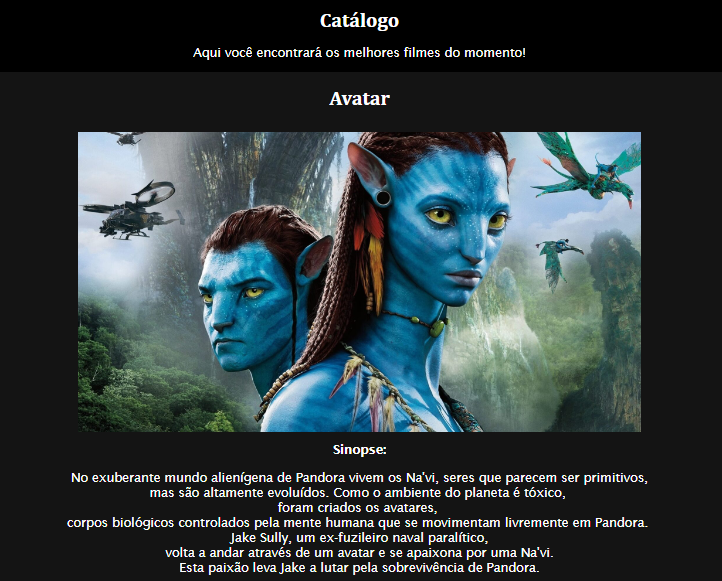 Catálogo
Aqui você encontrará os melhores filmes do momento!
Avatar
Sinopse:
No exuberante mundo alienígena de Pandora vivem os Na'vi, seres que parecem ser primitivos,
mas são altamente evoluídos. Como o ambiente do planeta é tóxico,
foram criados os avatares,
corpos biológicos controlados pela mente humana que se movimentam livremente em Pandora.
Jake Sully, um ex-fuzileiro naval paralítico,
volta a andar através de um avatar e se apaixona por uma Na'vi.
Esta paixão leva Jake a lutar pela sobrevivência de Pandora.